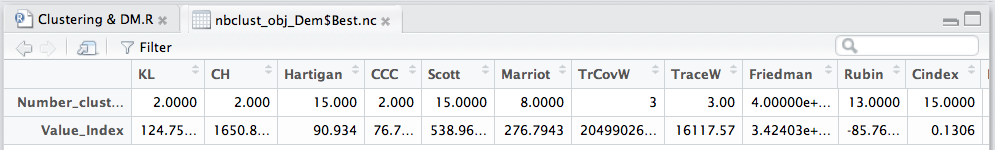 Clustering & DM.R nbclust_obj_Dem$Best.nc
Filter
KL CH Hartigan CCC Scott Marriot TrCovW TraceW Friedman Rubin Cindex
Number_clust... 2.0000 2.000 15.000 2.000 15.0000 8.0000 3 3.00 4.00000e+... 13.0000 15.0000
Value_Index 124.75... 1650.8... 90.934 76.7... 538.96... 276.7943 20499026... 16117.57 3.42403e+... -85.76... 0.1306